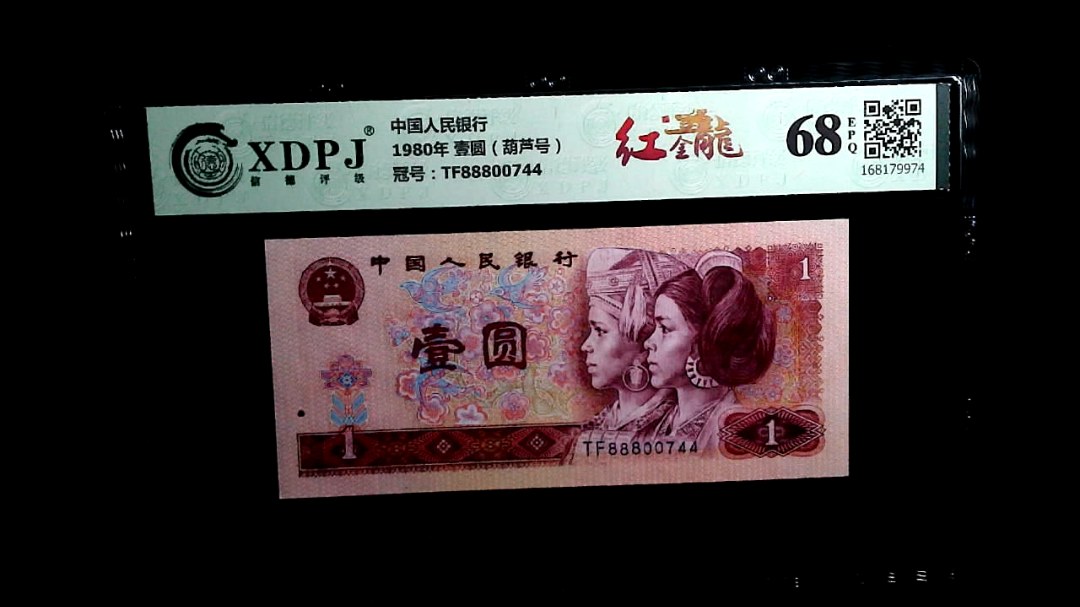 XDPJ®
信德评级
中国人民银行
1980年 壹圆（葫芦号）
冠号：TF88800744
红金龍
68
EPQ
168179974
中国人民银行
1
壹圆
TF88800744
1
1